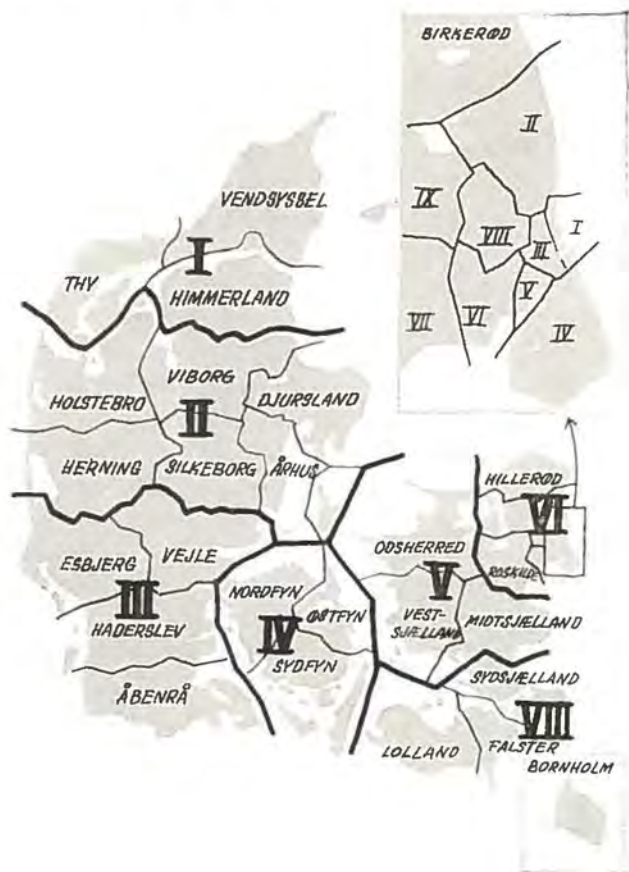 BIRKERØD
II
IX
VIII
III
I
V
VII
VI
IV
VENDSYSBEL
I
THY
HIMMERLAND
VIBORG
HOLSTEBRO
II
DJURSLAND
HERNING
SILKEBORG
ÅRHUS
HILLERØD
VI
ROSKILDE
ESBJERG
VEJLE
ODSHERRED
V
III
NORDFYN
ØSTFYN
VEST-
SJÆLLAND
MIDTSJÆLLAND
HADERSLEV
IV
SYDFYN
SYDSJÆLLAND
ÅBENRÅ
VIII
LOLLAND
FALSTER
BORNHOLM